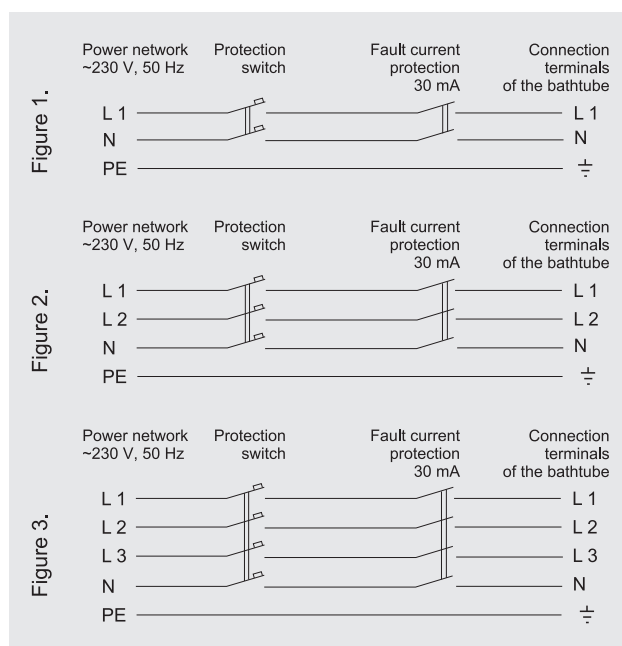 Figure 1.
Power network
~230 V, 50 Hz
Protection
switch
Fault current
protection
30 mA
Connection
terminals
of the bathtube
L 1
L 1
N
N
PE
Figure 2.
Power network
~230 V, 50 Hz
Protection
switch
Fault current
protection
30 mA
Connection
terminals
of the bathtube
L 1
L 1
L 2
L 2
N
N
PE
Figure 3.
Power network
~230 V, 50 Hz
Protection
switch
Fault current
protection
30 mA
Connection
terminals
of the bathtube
L 1
L 1
L 2
L 2
L 3
L 3
N
N
PE